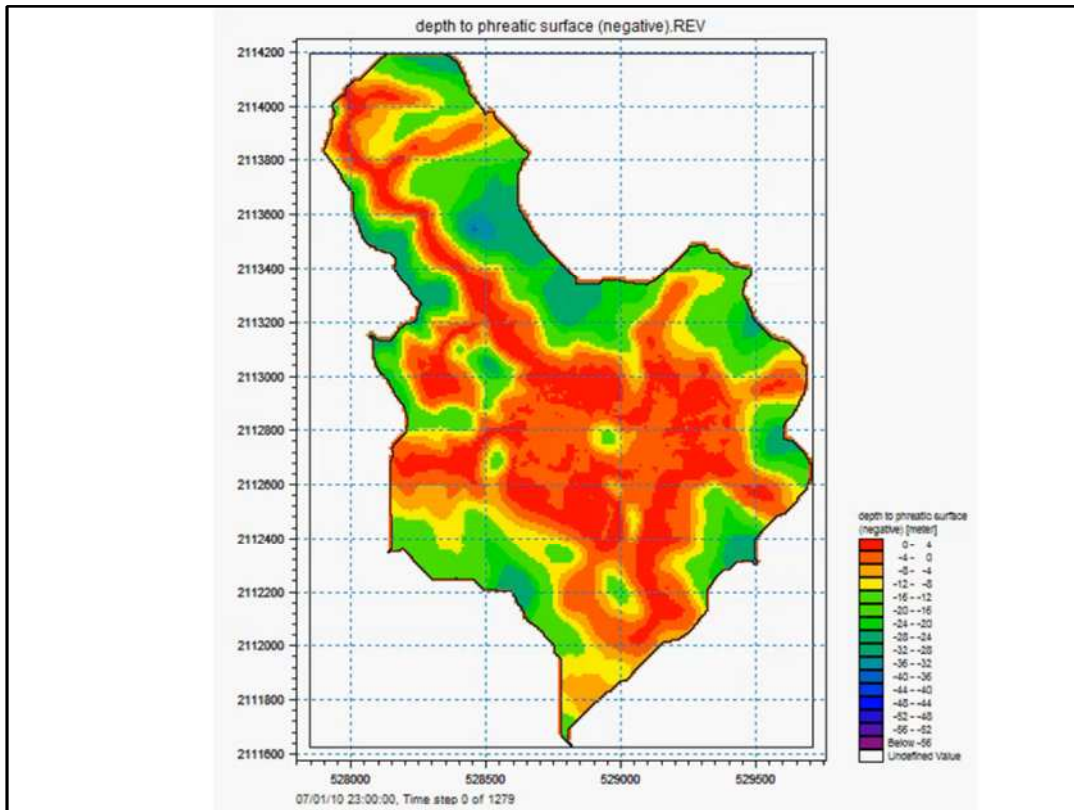 depth to phreatic surface (negative).REV
2114200
2114000
2113800
2113600
2113400
2113200
2113000
2112800
2112600
2112400
2112200
2112000
2111800
2111600
528000 528500 529000 529500
07/01/10 23:00:00, Time step 0 of 1279
depth to phreatic surface
(negative) [meter]
0 - 4
-4 - 0
-8 - -4
-12 - -8
-16 - -12
-20 - -16
-24 - -20
-28 - -24
-32 - -28
-36 - -32
-40 - -36
-44 - -40
-48 - -44
-52 - -48
-56 - -52
Below -56
Undefined Value